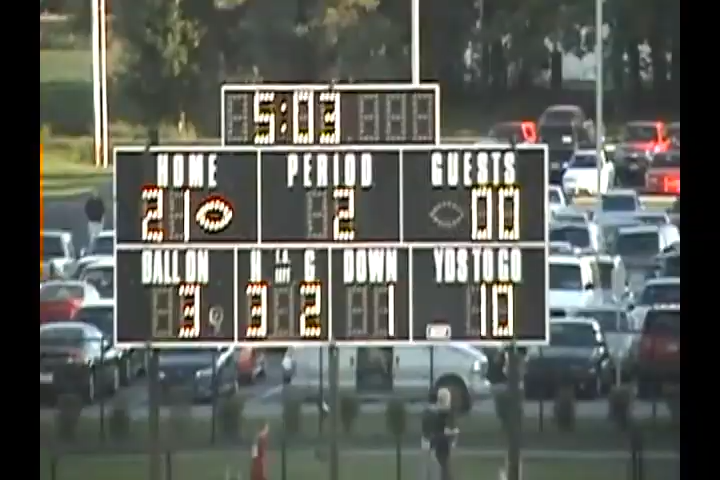 5:03
HOME PERIOD GUESTS
21 2 00
BALL ON H T.O. LEFT G DOWN YDS TO GO
3 3 2 1 10